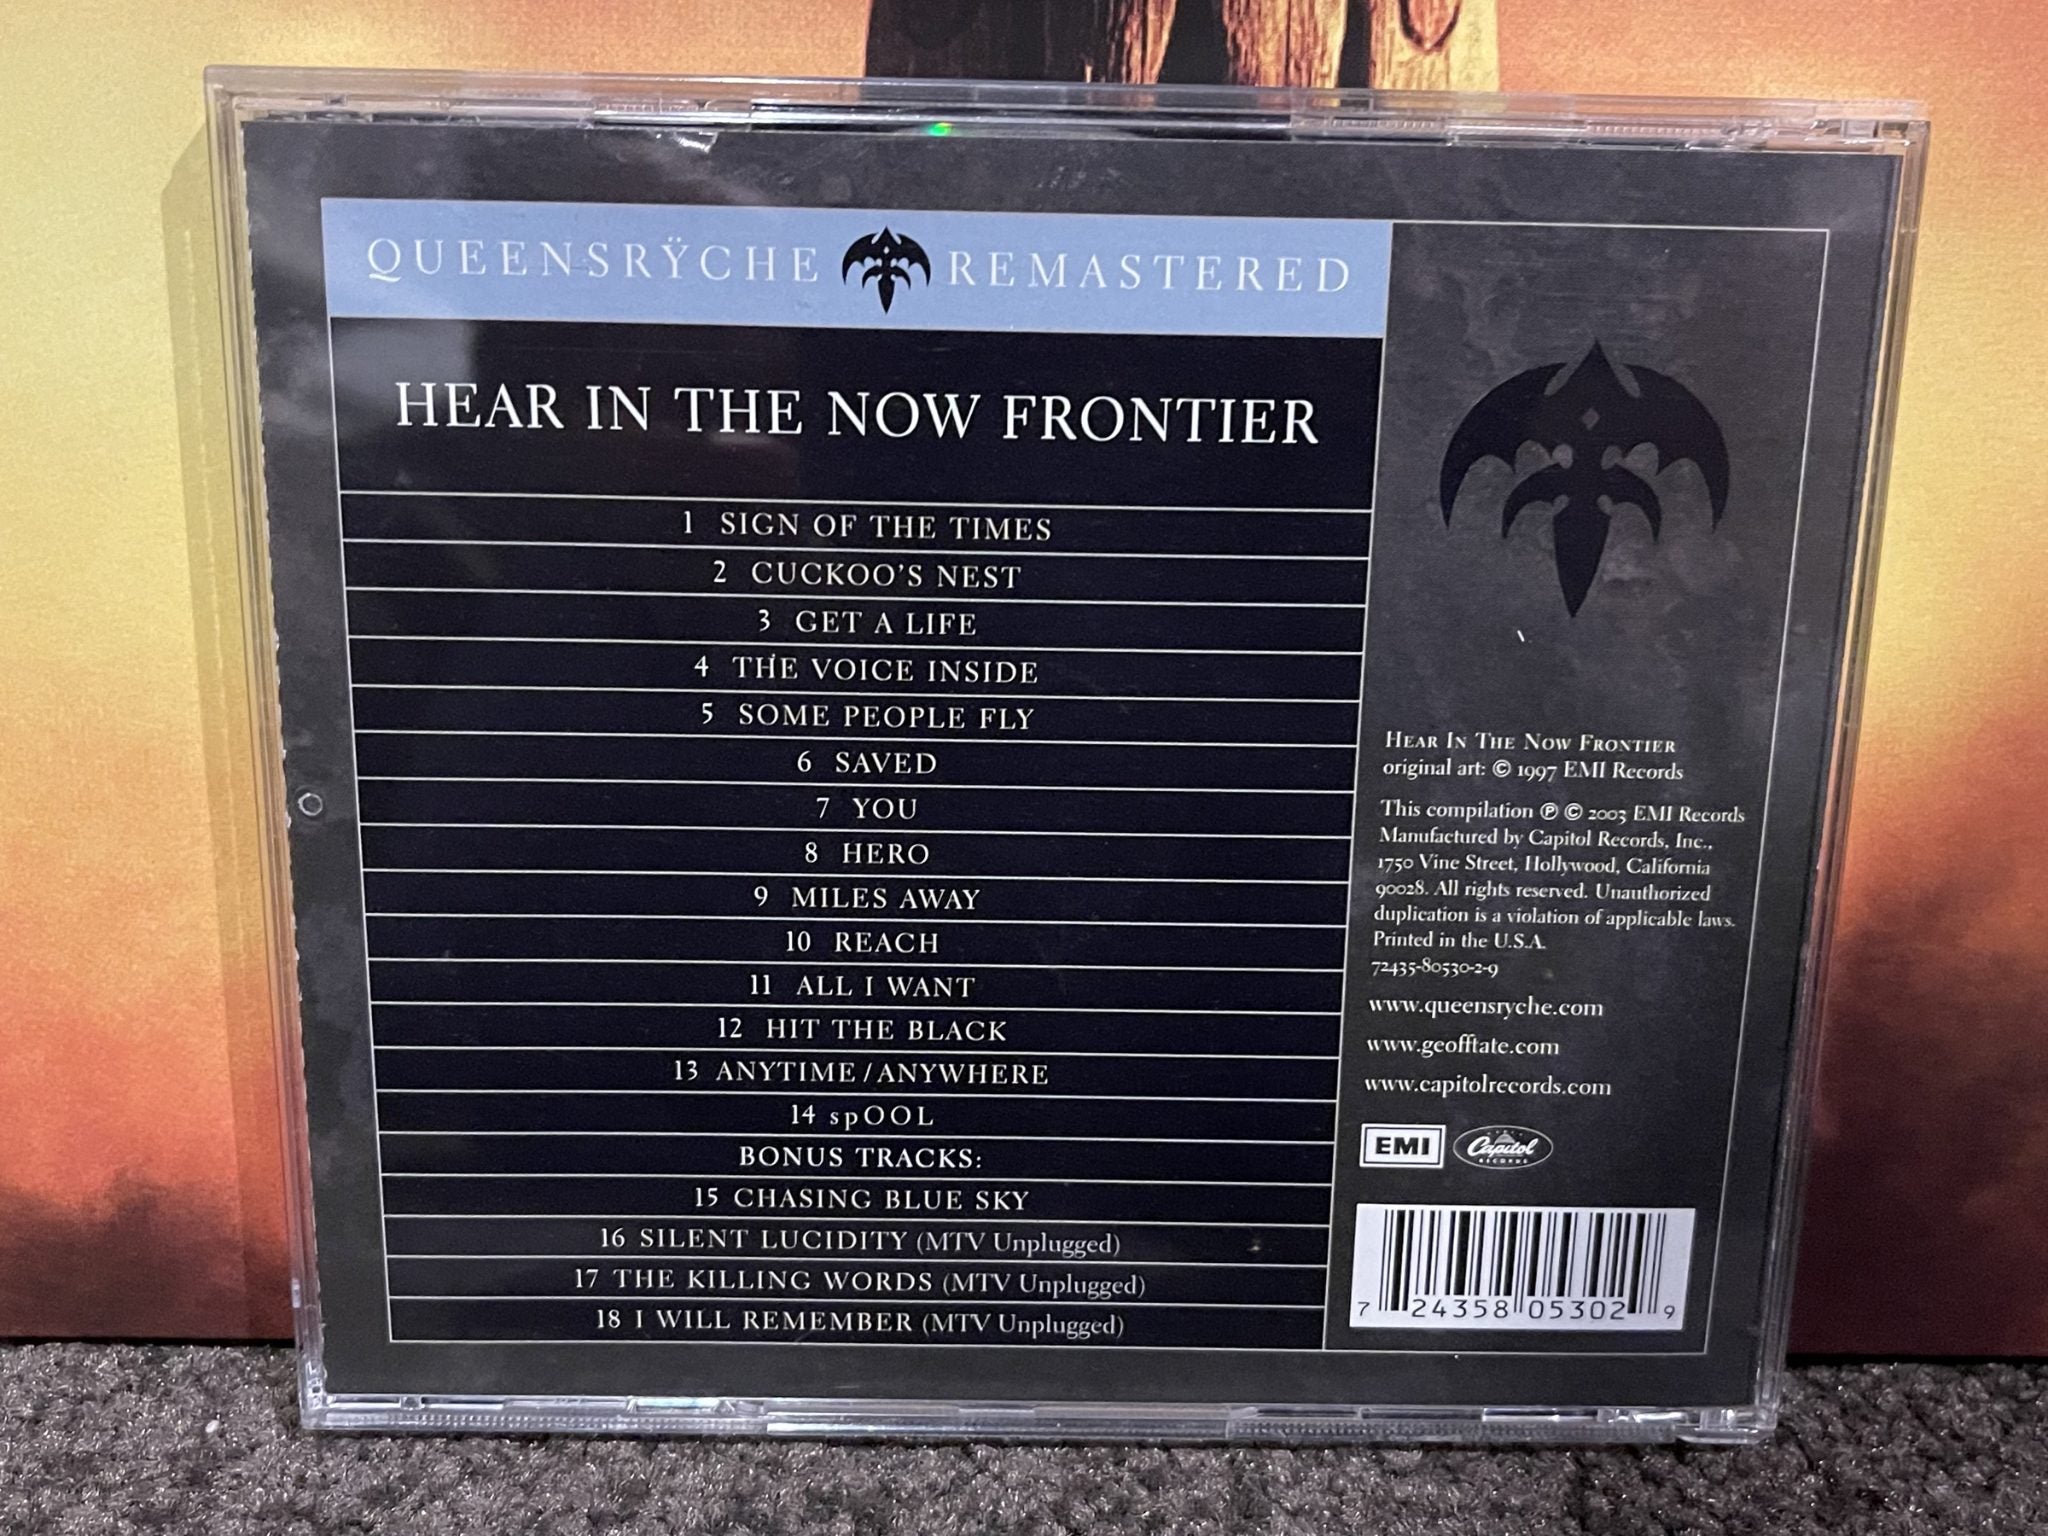 QUEENSRŸCHE REMASTERED
HEAR IN THE NOW FRONTIER
1 SIGN OF THE TIMES
2 CUCKOO'S NEST
3 GET A LIFE
4 THE VOICE INSIDE
5 SOME PEOPLE FLY
6 SAVED
7 YOU
8 HERO
9 MILES AWAY
10 REACH
11 ALL I WANT
12 HIT THE BLACK
13 ANYTIME / ANYWHERE
14 spOOL
BONUS TRACKS:
15 CHASING BLUE SKY
16 SILENT LUCIDITY (MTV Unplugged)
17 THE KILLING WORDS (MTV Unplugged)
18 I WILL REMEMBER (MTV Unplugged)
HEAR IN THE NOW FRONTIER
original art: © 1997 EMI Records
This compilation ℗ © 2003 EMI Records
Manufactured by Capitol Records, Inc.,
1750 Vine Street, Hollywood, California
90028. All rights reserved. Unauthorized
duplication is a violation of applicable laws.
Printed in the U.S.A.
72435-80530-2-9
www.queensryche.com
www.geofftate.com
www.capitolrecords.com
EMI Capitol
RECORDS
7 24358 05302 9